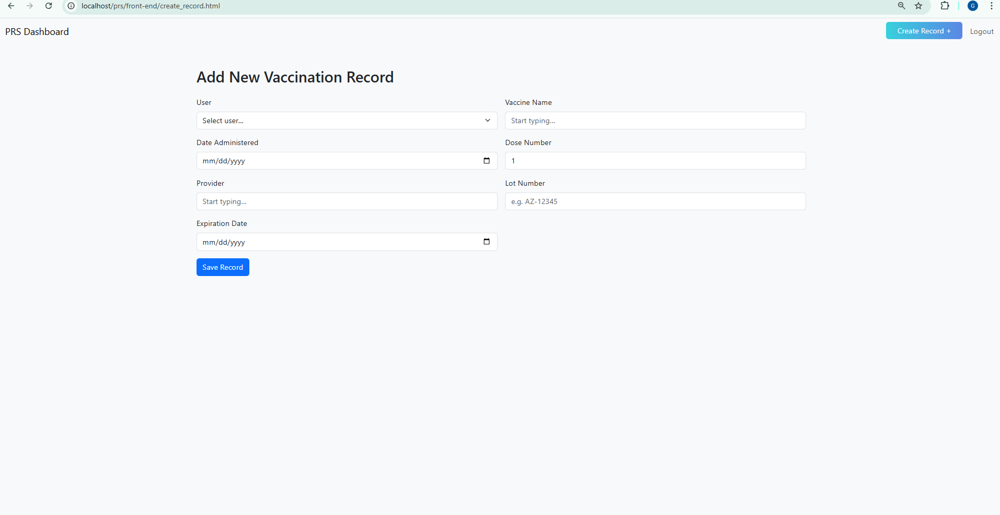 localhost/prs/front-end/create_record.html
G
PRS Dashboard
Create Record +
Logout
Add New Vaccination Record
User
Vaccine Name
Select user...
Start typing...
Date Administered
Dose Number
mm/dd/yyyy
1
Provider
Lot Number
Start typing...
e.g. AZ-12345
Expiration Date
mm/dd/yyyy
Save Record